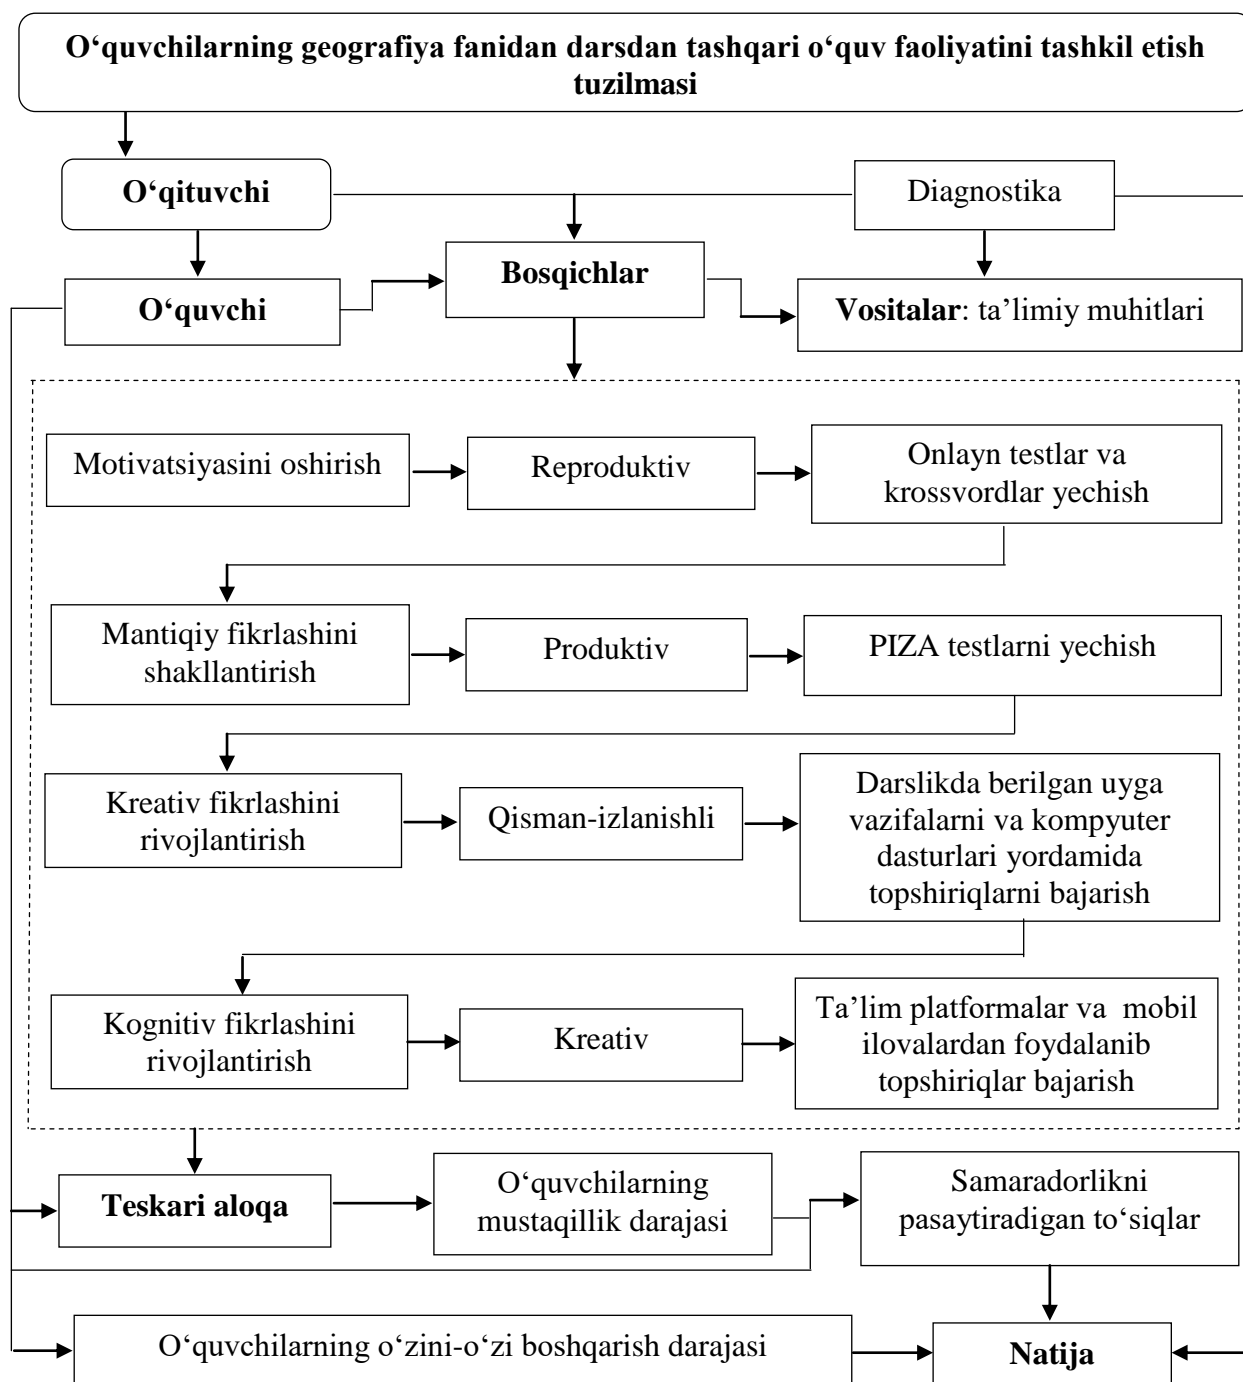 O‘quvchilarning geografiya fanidan darsdan tashqari o‘quv faoliyatini tashkil etish
tuzilmasi
O‘qituvchi
Diagnostika
Bosqichlar
O‘quvchi
Vositalar: ta’limiy muhitlari
Motivatsiyasini oshirish
Reproduktiv
Onlayn testlar va
krossvordlar yechish
Mantiqiy fikrlashini
shakllantirish
Produktiv
PIZA testlarni yechish
Kreativ fikrlashini
rivojlantirish
Qisman-izlanishli
Darslikda berilgan uyga
vazifalarni va kompyuter
dasturlari yordamida
topshiriqlarni bajarish
Kognitiv fikrlashini
rivojlantirish
Kreativ
Ta’lim platformalar va mobil
ilovalardan foydalanib
topshiriqlar bajarish
Teskari aloqa
O‘quvchilarning
mustaqillik darajasi
Samaradorlikni
pasaytiradigan to‘siqlar
O‘quvchilarning o‘zini-o‘zi boshqarish darajasi
Natija